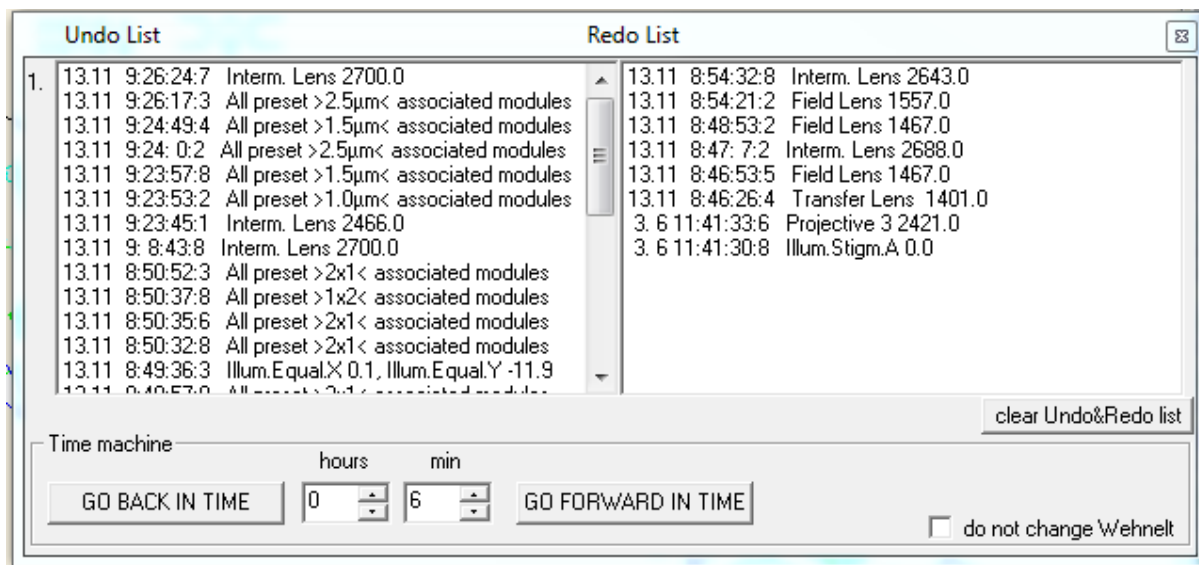 Undo List Redo List
1.
13.11 9:26:24:7 Interm. Lens 2700.0
13.11 9:26:17:3 All preset >2.5µm< associated modules
13.11 9:24:49:4 All preset >1.5µm< associated modules
13.11 9:24: 0:2 All preset >2.5µm< associated modules
13.11 9:23:57:8 All preset >1.5µm< associated modules
13.11 9:23:53:2 All preset >1.0µm< associated modules
13.11 9:23:45:1 Interm. Lens 2466.0
13.11 9: 8:43:8 Interm. Lens 2700.0
13.11 8:50:52:3 All preset >2x1< associated modules
13.11 8:50:37:8 All preset >1x2< associated modules
13.11 8:50:35:6 All preset >2x1< associated modules
13.11 8:50:32:8 All preset >2x1< associated modules
13.11 8:49:36:3 Illum.Equal.X 0.1, Illum.Equal.Y -11.9
13.11 8:54:32:8 Interm. Lens 2643.0
13.11 8:54:21:2 Field Lens 1557.0
13.11 8:48:53:2 Field Lens 1467.0
13.11 8:47: 7:2 Interm. Lens 2688.0
13.11 8:46:53:5 Field Lens 1467.0
13.11 8:46:26:4 Transfer Lens 1401.0
3. 6 11:41:33:6 Projective 3 2421.0
3. 6 11:41:30:8 Illum.Stigm.A 0.0
clear Undo&Redo list
Time machine
hours min
GO BACK IN TIME 0 6 GO FORWARD IN TIME
do not change Wehnelt